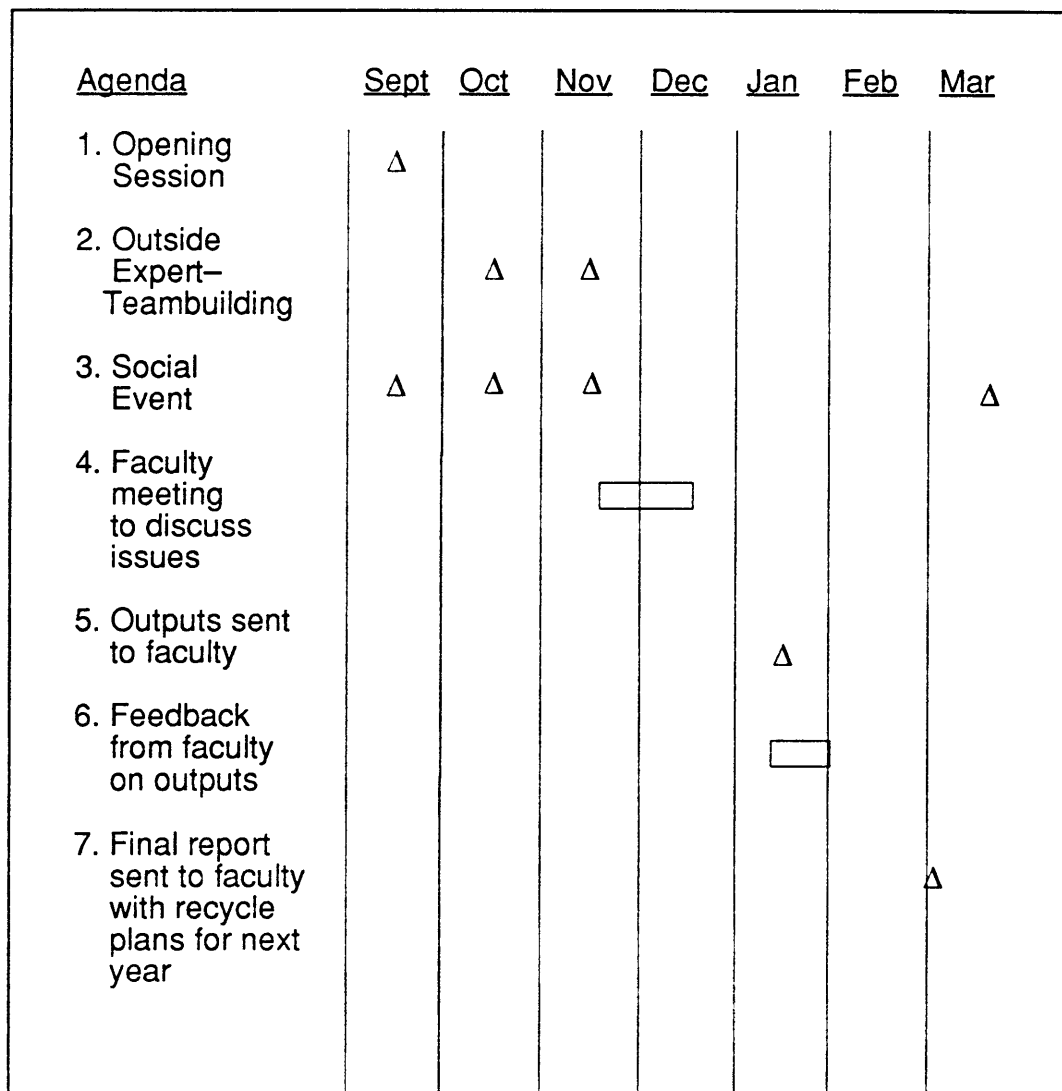 Agenda Sept Oct Nov Dec Jan Feb Mar
1. Opening
Session
Δ
2. Outside
Expert–
Teambuilding
Δ Δ
3. Social
Event
Δ Δ Δ Δ
4. Faculty
meeting
to discuss
issues
5. Outputs sent
to faculty
Δ
6. Feedback
from faculty
on outputs
7. Final report
sent to faculty
with recycle
plans for next
year
Δ